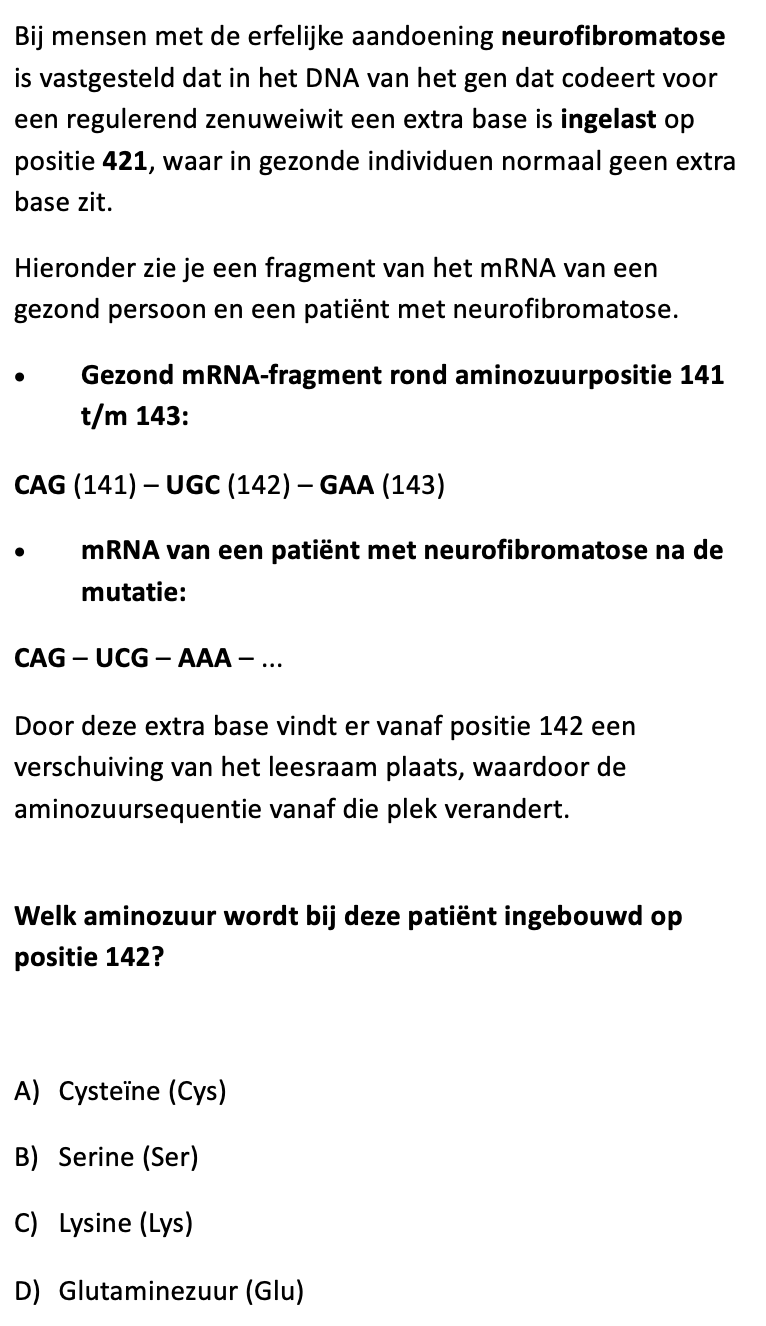 Bij mensen met de erfelijke aandoening neurofibromatose
is vastgesteld dat in het DNA van het gen dat codeert voor
een regulerend zenuweiwit een extra base is ingelast op
positie 421, waar in gezonde individuen normaal geen extra
base zit.
Hieronder zie je een fragment van het mRNA van een
gezond persoon en een patiënt met neurofibromatose.
• Gezond mRNA-fragment rond aminozuurpositie 141
t/m 143:
CAG (141) – UGC (142) – GAA (143)
• mRNA van een patiënt met neurofibromatose na de
mutatie:
CAG – UCG – AAA – ...
Door deze extra base vindt er vanaf positie 142 een
verschuiving van het leesraam plaats, waardoor de
aminozuursequentie vanaf die plek verandert.
Welk aminozuur wordt bij deze patiënt ingebouwd op
positie 142?
A) Cysteïne (Cys)
B) Serine (Ser)
C) Lysine (Lys)
D) Glutaminezuur (Glu)